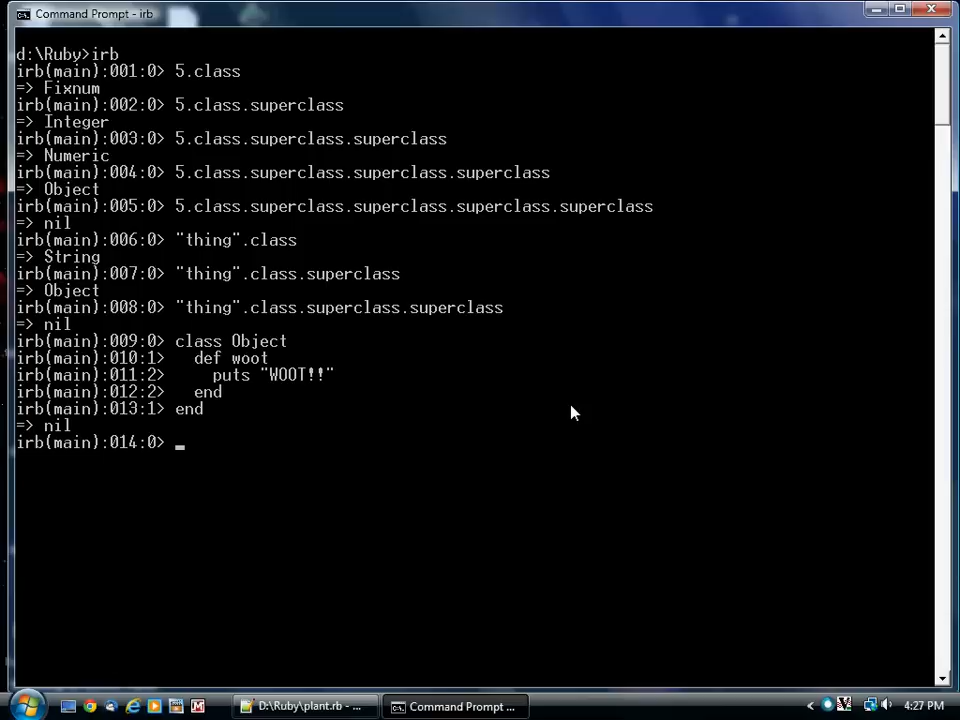 Command Prompt - irb
d:\Ruby>irb
irb(main):001:0> 5.class
=> Fixnum
irb(main):002:0> 5.class.superclass
=> Integer
irb(main):003:0> 5.class.superclass.superclass
=> Numeric
irb(main):004:0> 5.class.superclass.superclass.superclass
=> Object
irb(main):005:0> 5.class.superclass.superclass.superclass.superclass
=> nil
irb(main):006:0> "thing".class
=> String
irb(main):007:0> "thing".class.superclass
=> Object
irb(main):008:0> "thing".class.superclass.superclass
=> nil
irb(main):009:0> class Object
irb(main):010:1>   def woot
irb(main):011:2>     puts "WOOT!!"
irb(main):012:2>   end
irb(main):013:1> end
=> nil
irb(main):014:0> _
D:\Ruby\plant.rb - ...
Command Prompt ...
4:27 PM